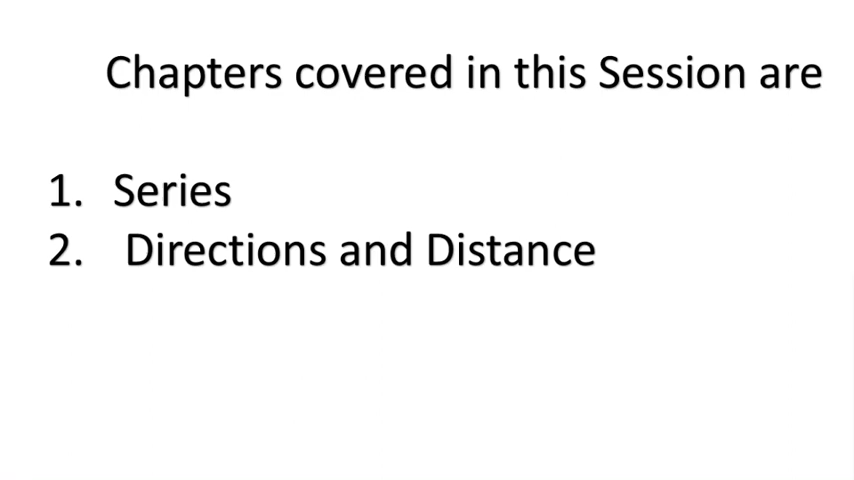 Chapters covered in this Session are
1. Series
2. Directions and Distance